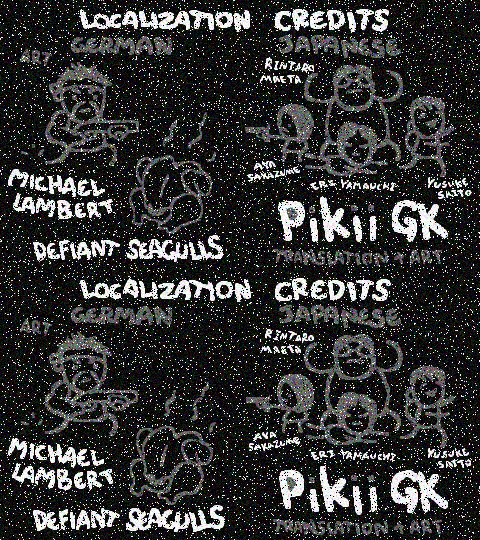 LOCALIZATION CREDITS
GERMAN
JAPANESE
ART
RINTARO
MAETA
MICHAEL
LAMBERT
AYA
SAKAZUME
ERI YAMAUCHI
YUSUKE
SAITO
Pikii GK
DEFIANT SEAGULLS
TRANSLATION + ART
LOCALIZATION CREDITS
GERMAN
JAPANESE
ART
RINTARO
MAETA
MICHAEL
LAMBERT
AYA
SAKAZUME
ERI YAMAUCHI
YUSUKE
SAITO
Pikii GK
DEFIANT SEAGULLS
TRANSLATION + ART